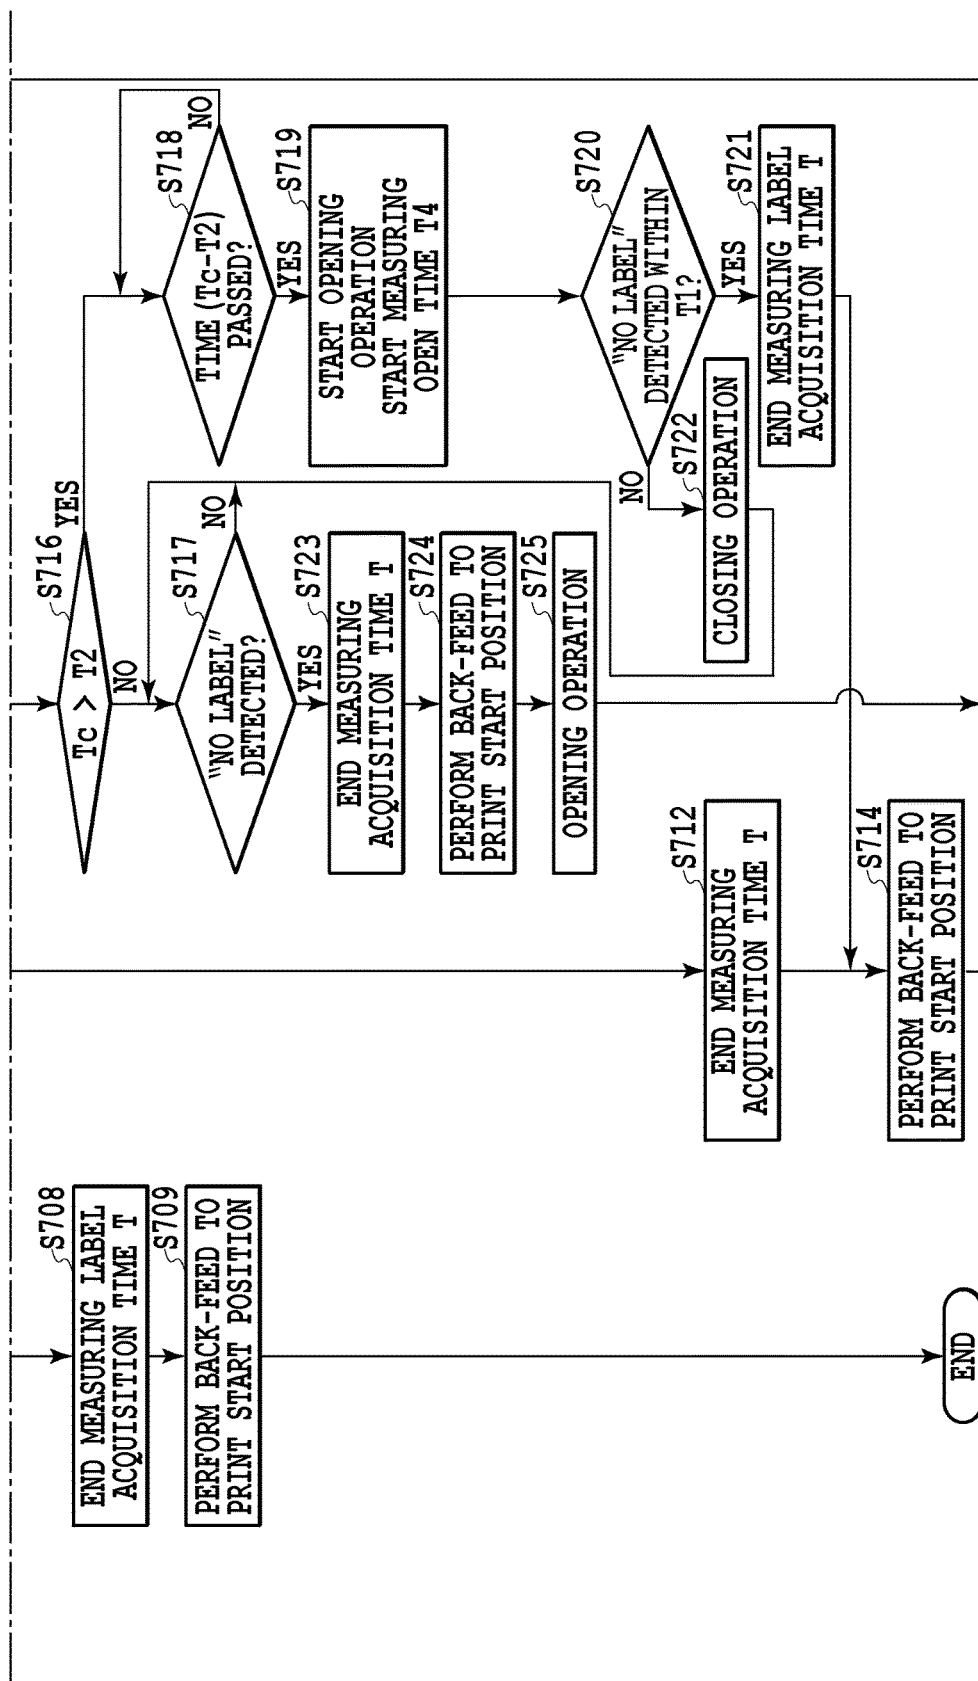 S708
END MEASURING LABEL
ACQUISITION TIME T
S709
PERFORM BACK-FEED TO
PRINT START POSITION
END
S712
END MEASURING
ACQUISITION TIME T
S714
PERFORM BACK-FEED TO
PRINT START POSITION
S716
Tc > T2
YES
NO
S717
"NO LABEL"
DETECTED?
NO
YES
S723
END MEASURING
ACQUISITION TIME T
S724
PERFORM BACK-FEED TO
PRINT START POSITION
S725
OPENING OPERATION
S718
TIME (Tc-T2)
PASSED?
NO
YES
S719
START OPENING
OPERATION
START MEASURING
OPEN TIME T4
S720
"NO LABEL"
DETECTED WITHIN
T1?
NO
YES
S722
CLOSING OPERATION
S721
END MEASURING LABEL
ACQUISITION TIME T